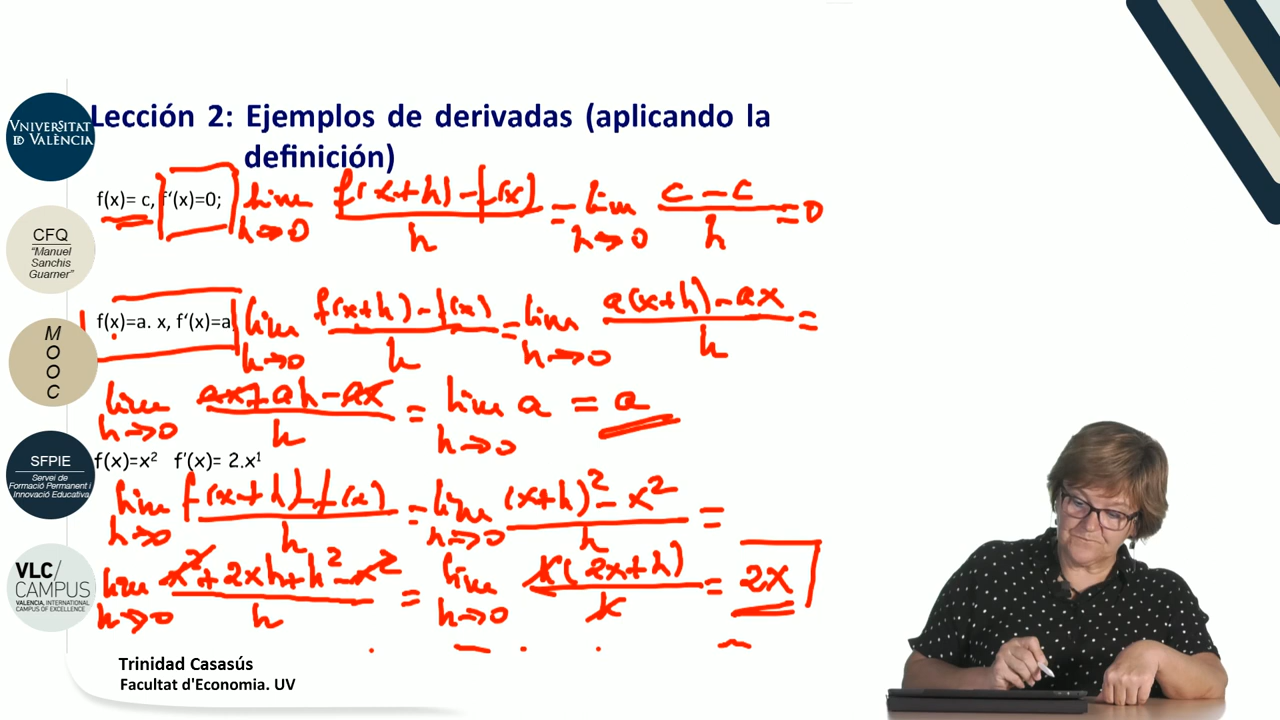 Lección 2: Ejemplos de derivadas (aplicando la
definición)
VNIVERSITAT
ID VALÈNCIA
f(x)= c, f'(x)=0; lim h→0 f(x+h)-f(x) / h = lim h→0 c-c / h = 0
CFQ
"Manuel
Sanchis
Guarner"
f(x)=a. x, f'(x)=a, lim h→0 f(x+h)-f(x) / h = lim h→0 a(x+h)-ax / h =
M
O
O
C
lim h→0 ax+ah-ax / h = lim h→0 a = a
f(x)=x² f'(x)= 2.x¹
SFPIE
Servei de
Formació Permanent i
Innovació Educativa
lim h→0 f(x+h)-f(x) / h = lim h→0 (x+h)²-x² / h =
lim h→0 x²+2xh+h²-x² / h = lim h→0 h(2x+h) / h = 2x
VLC/
CAMPUS
VALENCIA, INTERNATIONAL
CAMPUS OF EXCELLENCE
Trinidad Casasús
Facultat d'Economia. UV